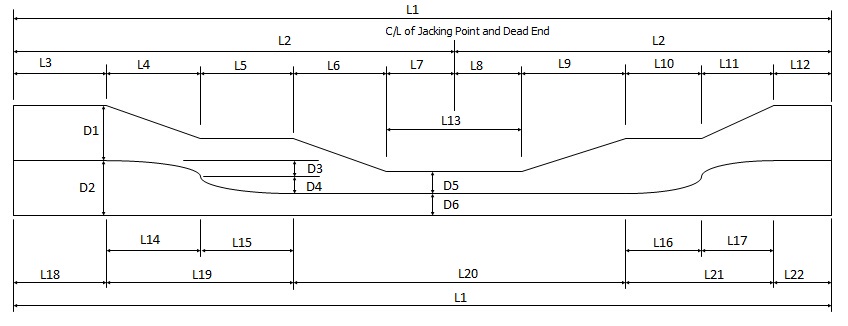 L1
C/L of Jacking Point and Dead End
L2 L2
L3 L4 L5 L6 L7 L8 L9 L10 L11 L12
L13
D1
D3
D2 D4 D5
D6
L14 L15 L16 L17
L18 L19 L20 L21 L22
L1